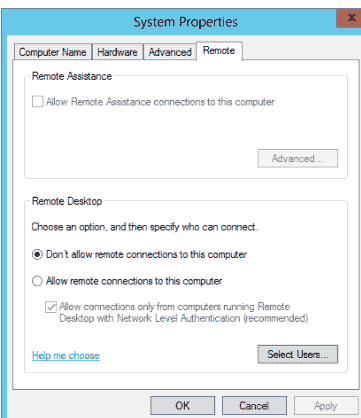 System Properties
x
Computer Name
Hardware
Advanced
Remote
Remote Assistance
Allow Remote Assistance connections to this computer
Advanced...
Remote Desktop
Choose an option, and then specify who can connect.
Don't allow remote connections to this computer
Allow remote connections to this computer
Allow connections only from computers running Remote
Desktop with Network Level Authentication (recommended)
Help me choose
Select Users...
OK
Cancel
Apply